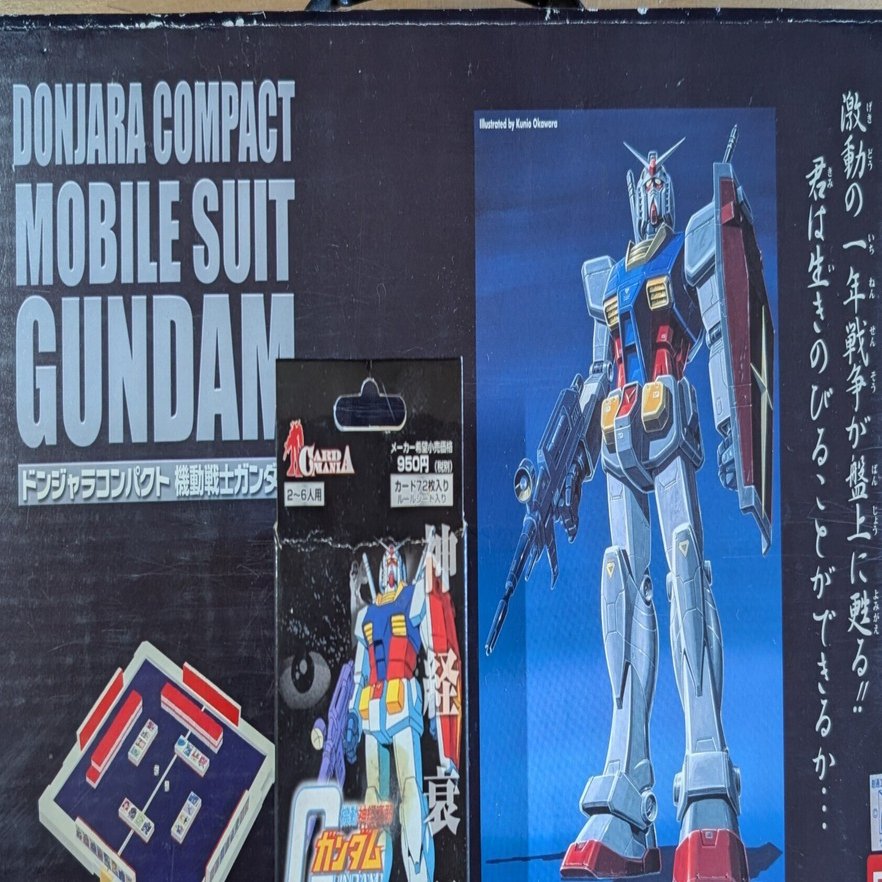 DONJARA COMPACT
MOBILE SUIT
GUNDAM
ドンジャラコンパクト 機動戦士ガンダ
Illustrated by Kunio Okawara
激動の一年戦争が盤上に甦る!!
げき どう いち ねん せん そう ばん じょう よみがえ
君は生きのびることができるか…
きみ い
CARD MANIA
2〜6人用
メーカー希望小売価格
950円(税別)
カード72枚入り
ルールシート入り
神経衰
ガンダム